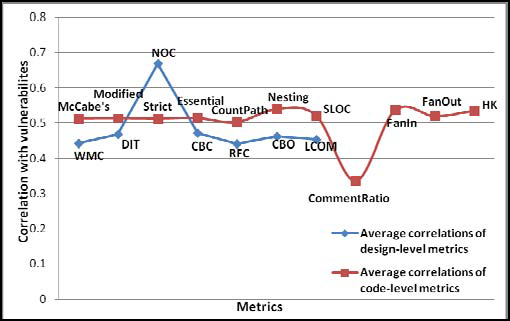 Correlation with vulnerabilites
0.8
0.7
0.6
0.5
0.4
0.3
0.2
0.1
0
NOC
Modified
McCabe's
Strict
Essential
CountPath
Nesting
SLOC
FanIn
FanOut
HK
WMC
DIT
CBC
RFC
CBO
LCOM
CommentRatio
Average correlations of
design-level metrics
Average correlations of
code-level metrics
Metrics